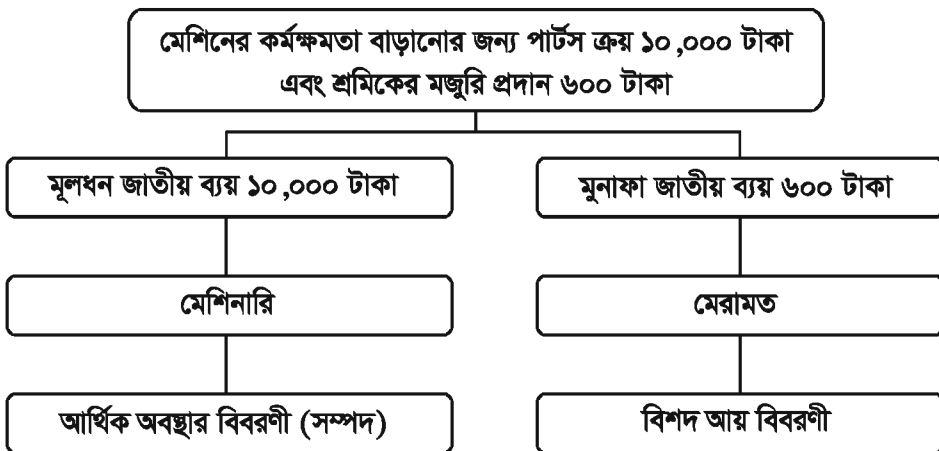 মেশিনের কর্মক্ষমতা বাড়ানোর জন্য পার্টস ক্রয় ১০,০০০ টাকা
এবং শ্রমিকের মজুরি প্রদান ৬০০ টাকা
মূলধন জাতীয় ব্যয় ১০,০০০ টাকা
মুনাফা জাতীয় ব্যয় ৬০০ টাকা
মেশিনারি
মেরামত
আর্থিক অবস্থার বিবরণী (সম্পদ)
বিশদ আয় বিবরণী